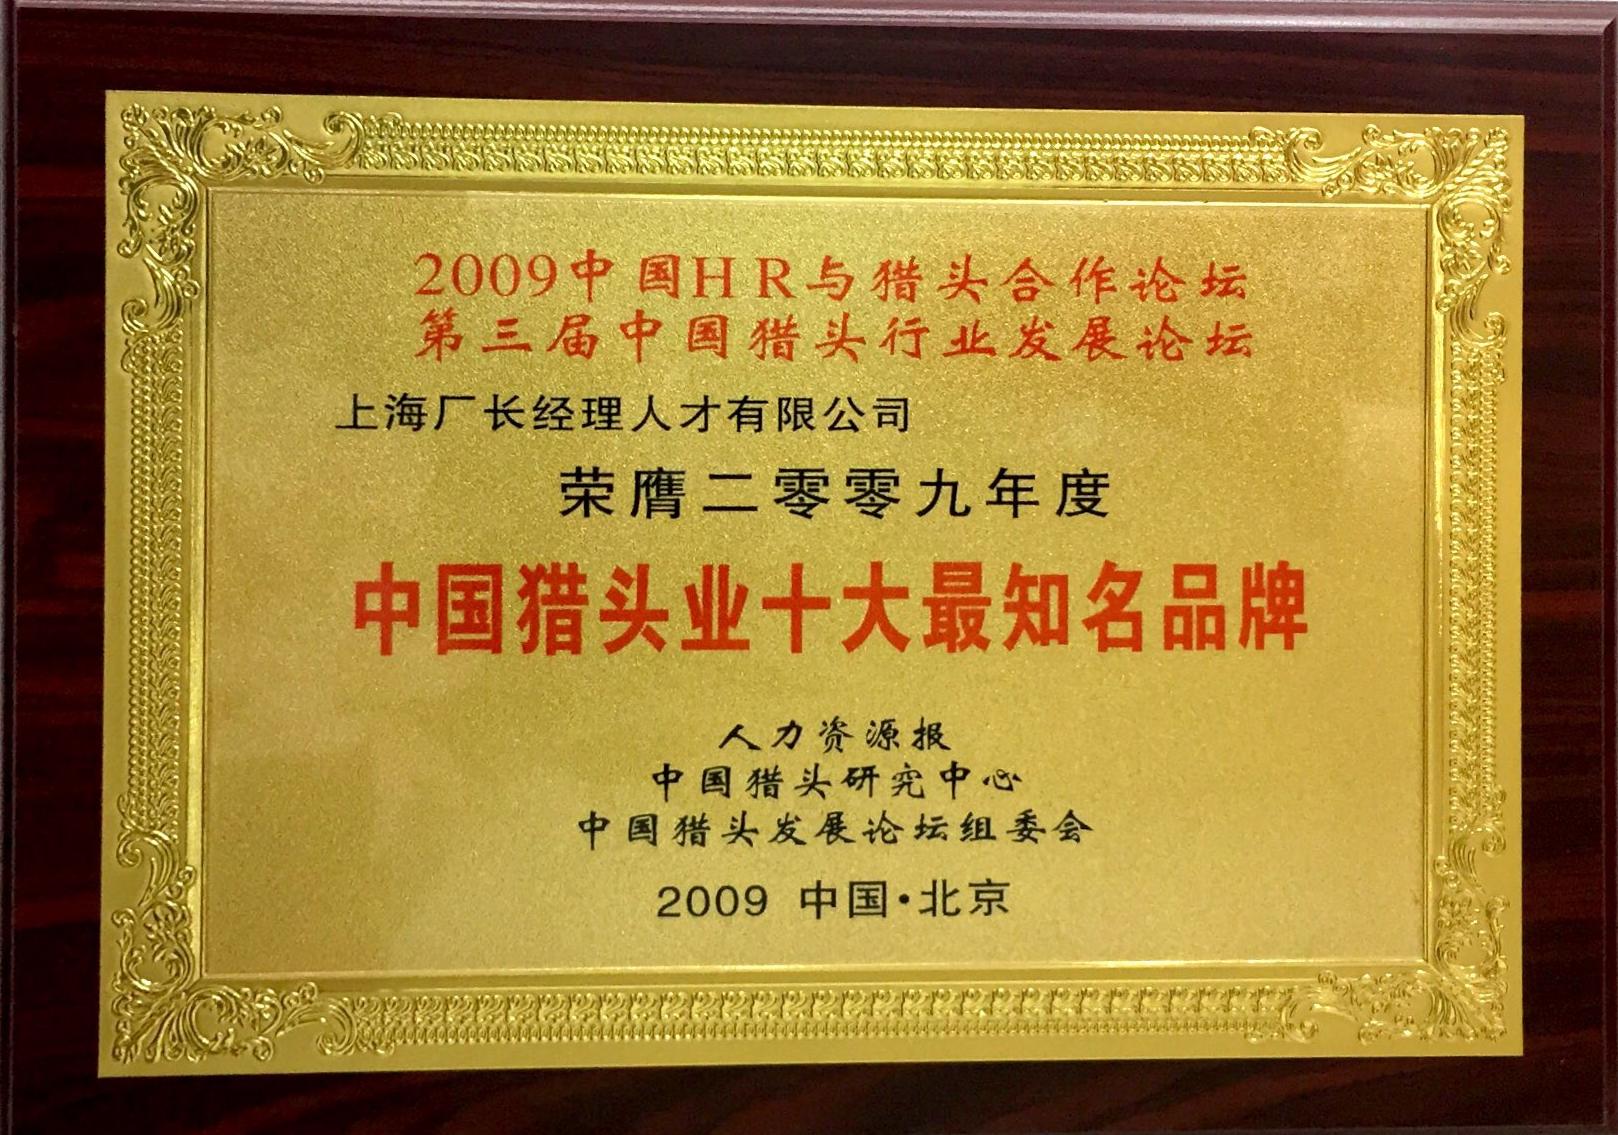 2009中国HR与猎头合作论坛
第三届中国猎头行业发展论坛
上海厂长经理人才有限公司
荣膺二零零九年度
中国猎头业十大最知名品牌
人力资源报
中国猎头研究中心
中国猎头发展论坛组委会
2009 中国·北京